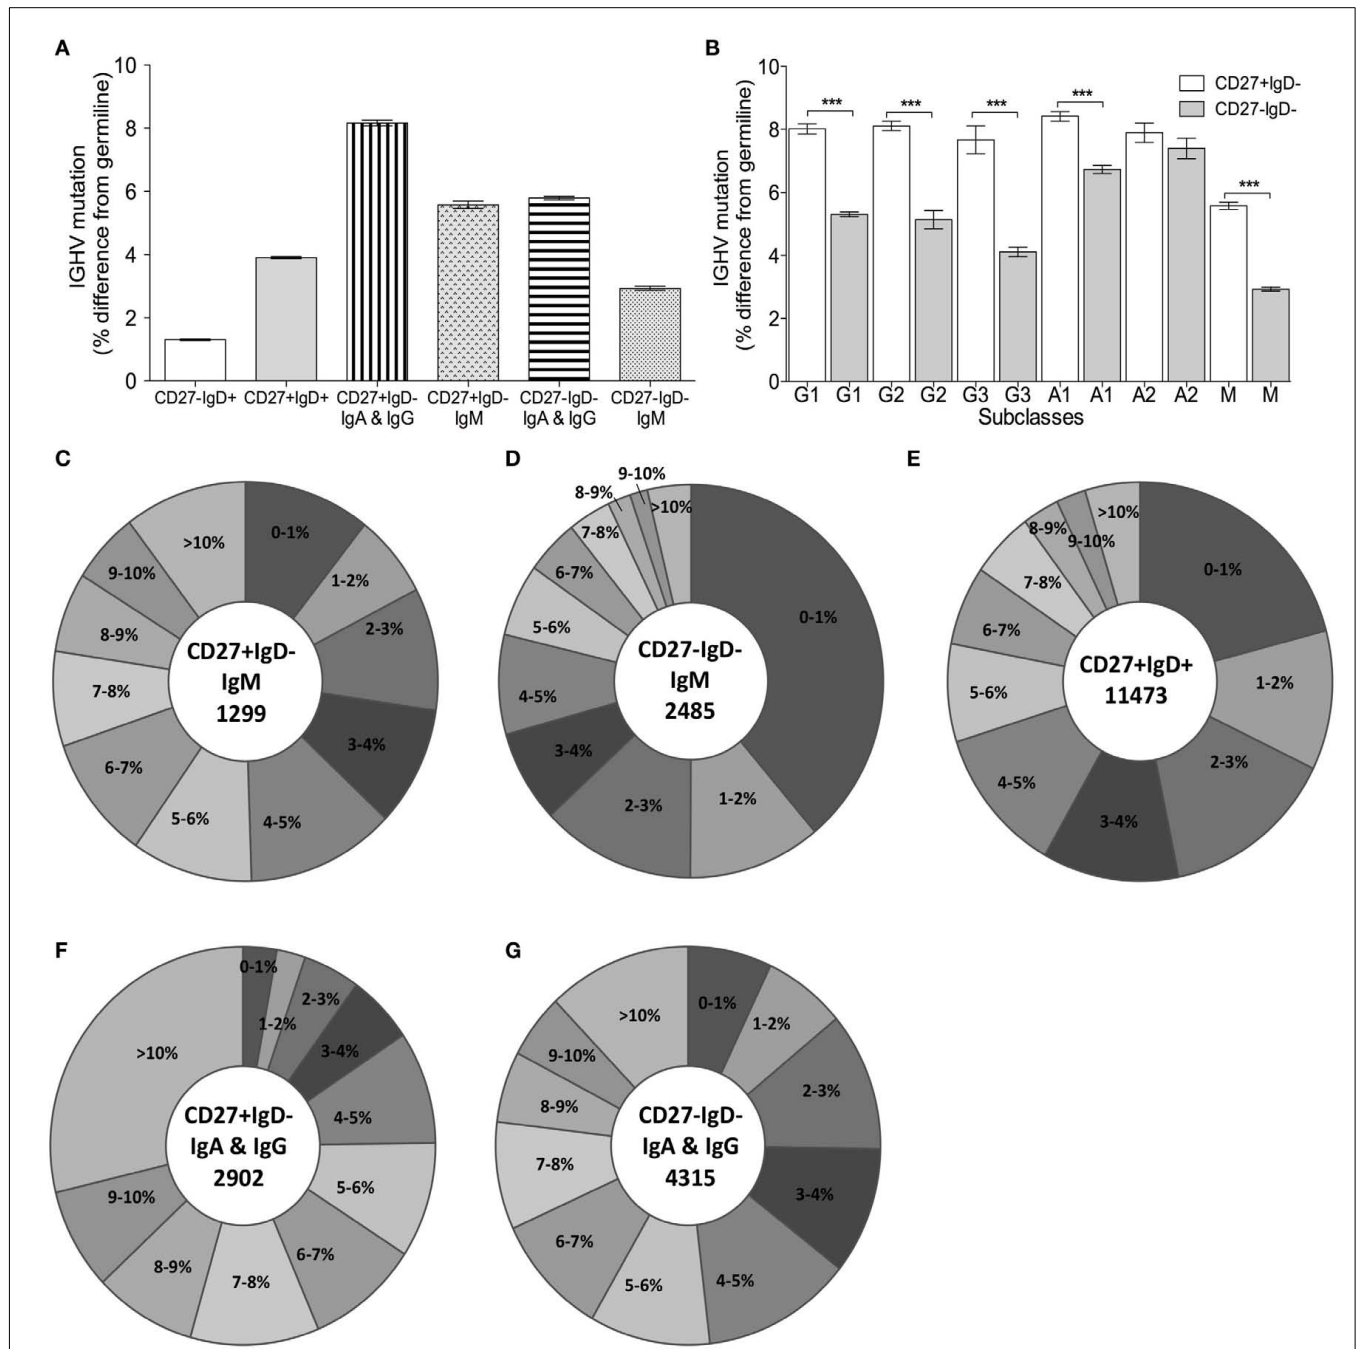 A
IGHV mutation
(% difference from germiline)
10
8
6
4
2
0
CD27-IgD+
CD27+IgD+
CD27+IgD-
IgA & IgG
CD27+IgD-
IgM
CD27-IgD-
IgA & IgG
CD27-IgD-
IgM
B
IGHV mutation
(% difference from germiline)
10
8
6
4
2
0
CD27+IgD-
CD27-IgD-
*** *** *** *** ***
G1 G1 G2 G2 G3 G3 A1 A1 A2 A2 M M
Subclasses
C
0-1%
1-2%
2-3%
3-4%
4-5%
5-6%
6-7%
7-8%
8-9%
9-10%
>10%
CD27+IgD-
IgM
1299
D
0-1%
1-2%
2-3%
3-4%
4-5%
5-6%
6-7%
7-8%
8-9%
9-10%
>10%
CD27-IgD-
IgM
2485
E
0-1%
1-2%
2-3%
3-4%
4-5%
5-6%
6-7%
7-8%
8-9%
9-10%
>10%
CD27+IgD+
11473
F
0-1%
1-2%
2-3%
3-4%
4-5%
5-6%
6-7%
7-8%
8-9%
9-10%
>10%
CD27+IgD-
IgA & IgG
2902
G
0-1%
1-2%
2-3%
3-4%
4-5%
5-6%
6-7%
7-8%
8-9%
9-10%
>10%
CD27-IgD-
IgA & IgG
4315